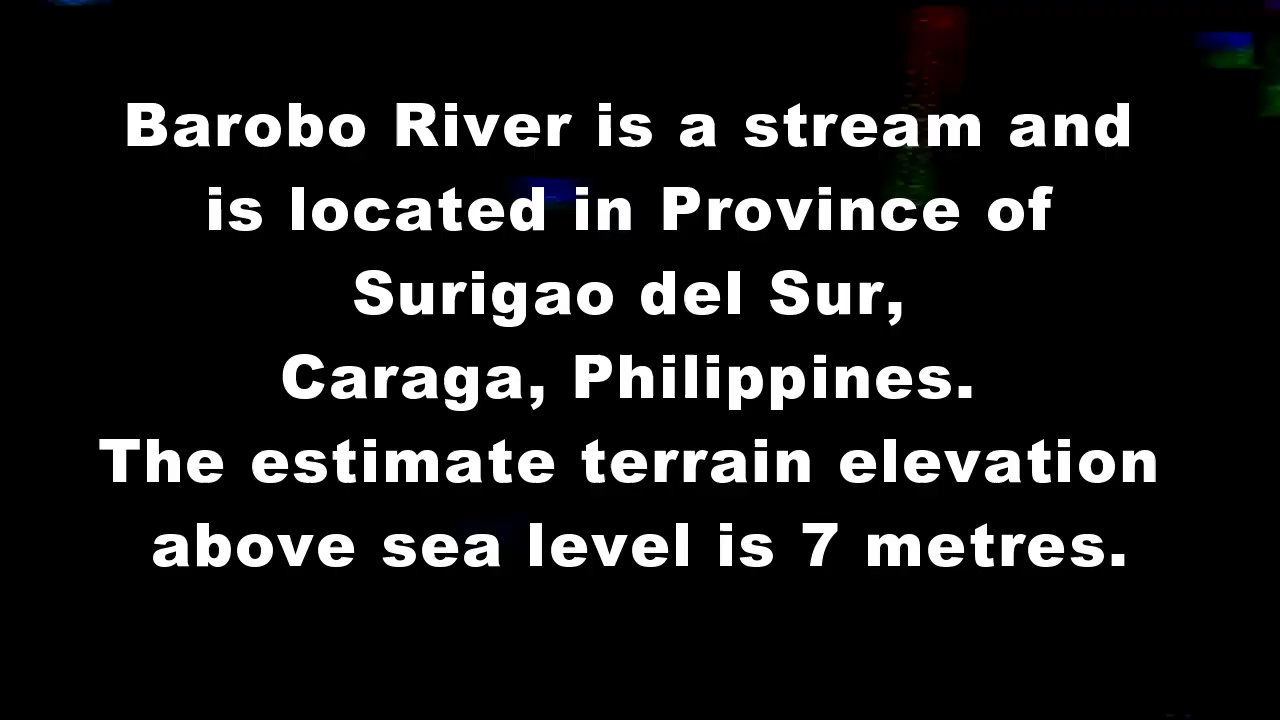 Barobo River is a stream and
is located in Province of
Surigao del Sur,
Caraga, Philippines.
The estimate terrain elevation
above sea level is 7 metres.